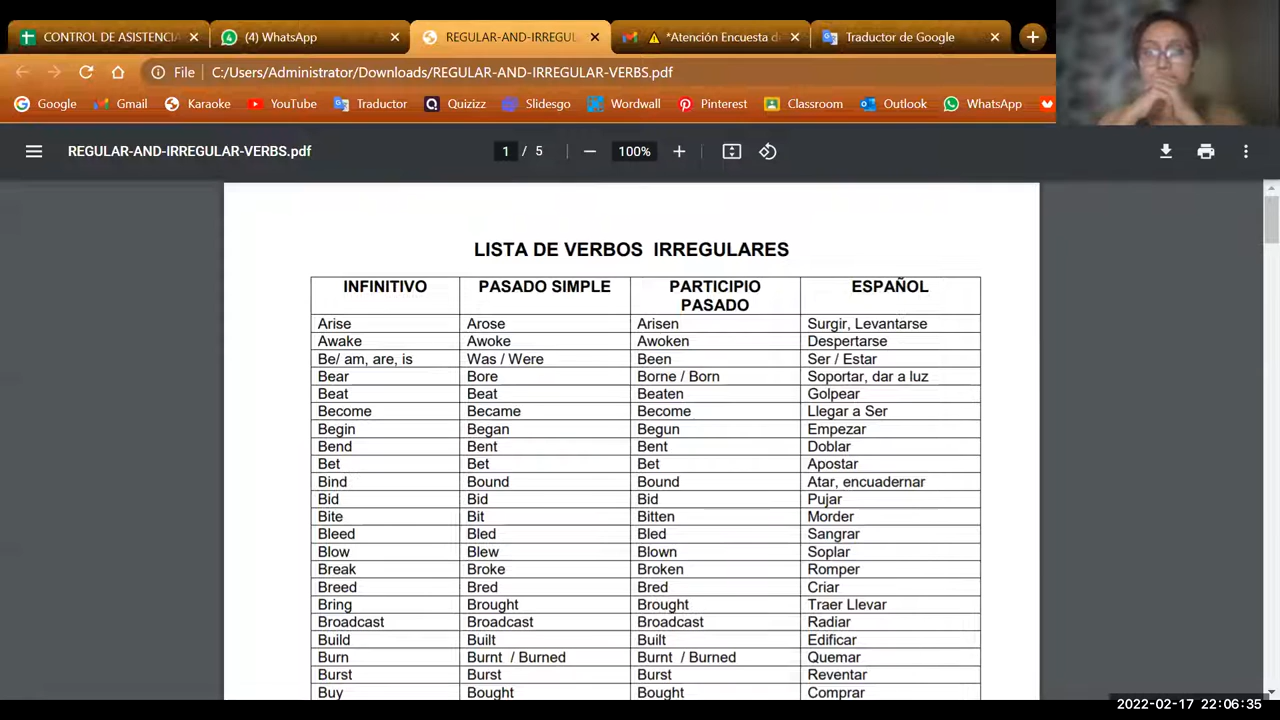 CONTROL DE ASISTENCIA
(4) WhatsApp
REGULAR-AND-IRREGUL
*Atención Encuesta d
Traductor de Google
File C:/Users/Administrator/Downloads/REGULAR-AND-IRREGULAR-VERBS.pdf
Google Gmail Karaoke YouTube Traductor Quizizz Slidesgo Wordwall Pinterest Classroom Outlook WhatsApp
REGULAR-AND-IRREGULAR-VERBS.pdf 1 / 5 100%
LISTA DE VERBOS IRREGULARES
INFINITIVO PASADO SIMPLE PARTICIPIO PASADO ESPAÑOL
Arise Arose Arisen Surgir, Levantarse
Awake Awoke Awoken Despertarse
Be/ am, are, is Was / Were Been Ser / Estar
Bear Bore Borne / Born Soportar, dar a luz
Beat Beat Beaten Golpear
Become Became Become Llegar a Ser
Begin Began Begun Empezar
Bend Bent Bent Doblar
Bet Bet Bet Apostar
Bind Bound Bound Atar, encuadernar
Bid Bid Bid Pujar
Bite Bit Bitten Morder
Bleed Bled Bled Sangrar
Blow Blew Blown Soplar
Break Broke Broken Romper
Breed Bred Bred Criar
Bring Brought Brought Traer Llevar
Broadcast Broadcast Broadcast Radiar
Build Built Built Edificar
Burn Burnt / Burned Burnt / Burned Quemar
Burst Burst Burst Reventar
Buy Bought Bought Comprar
2022-02-17 22:06:35